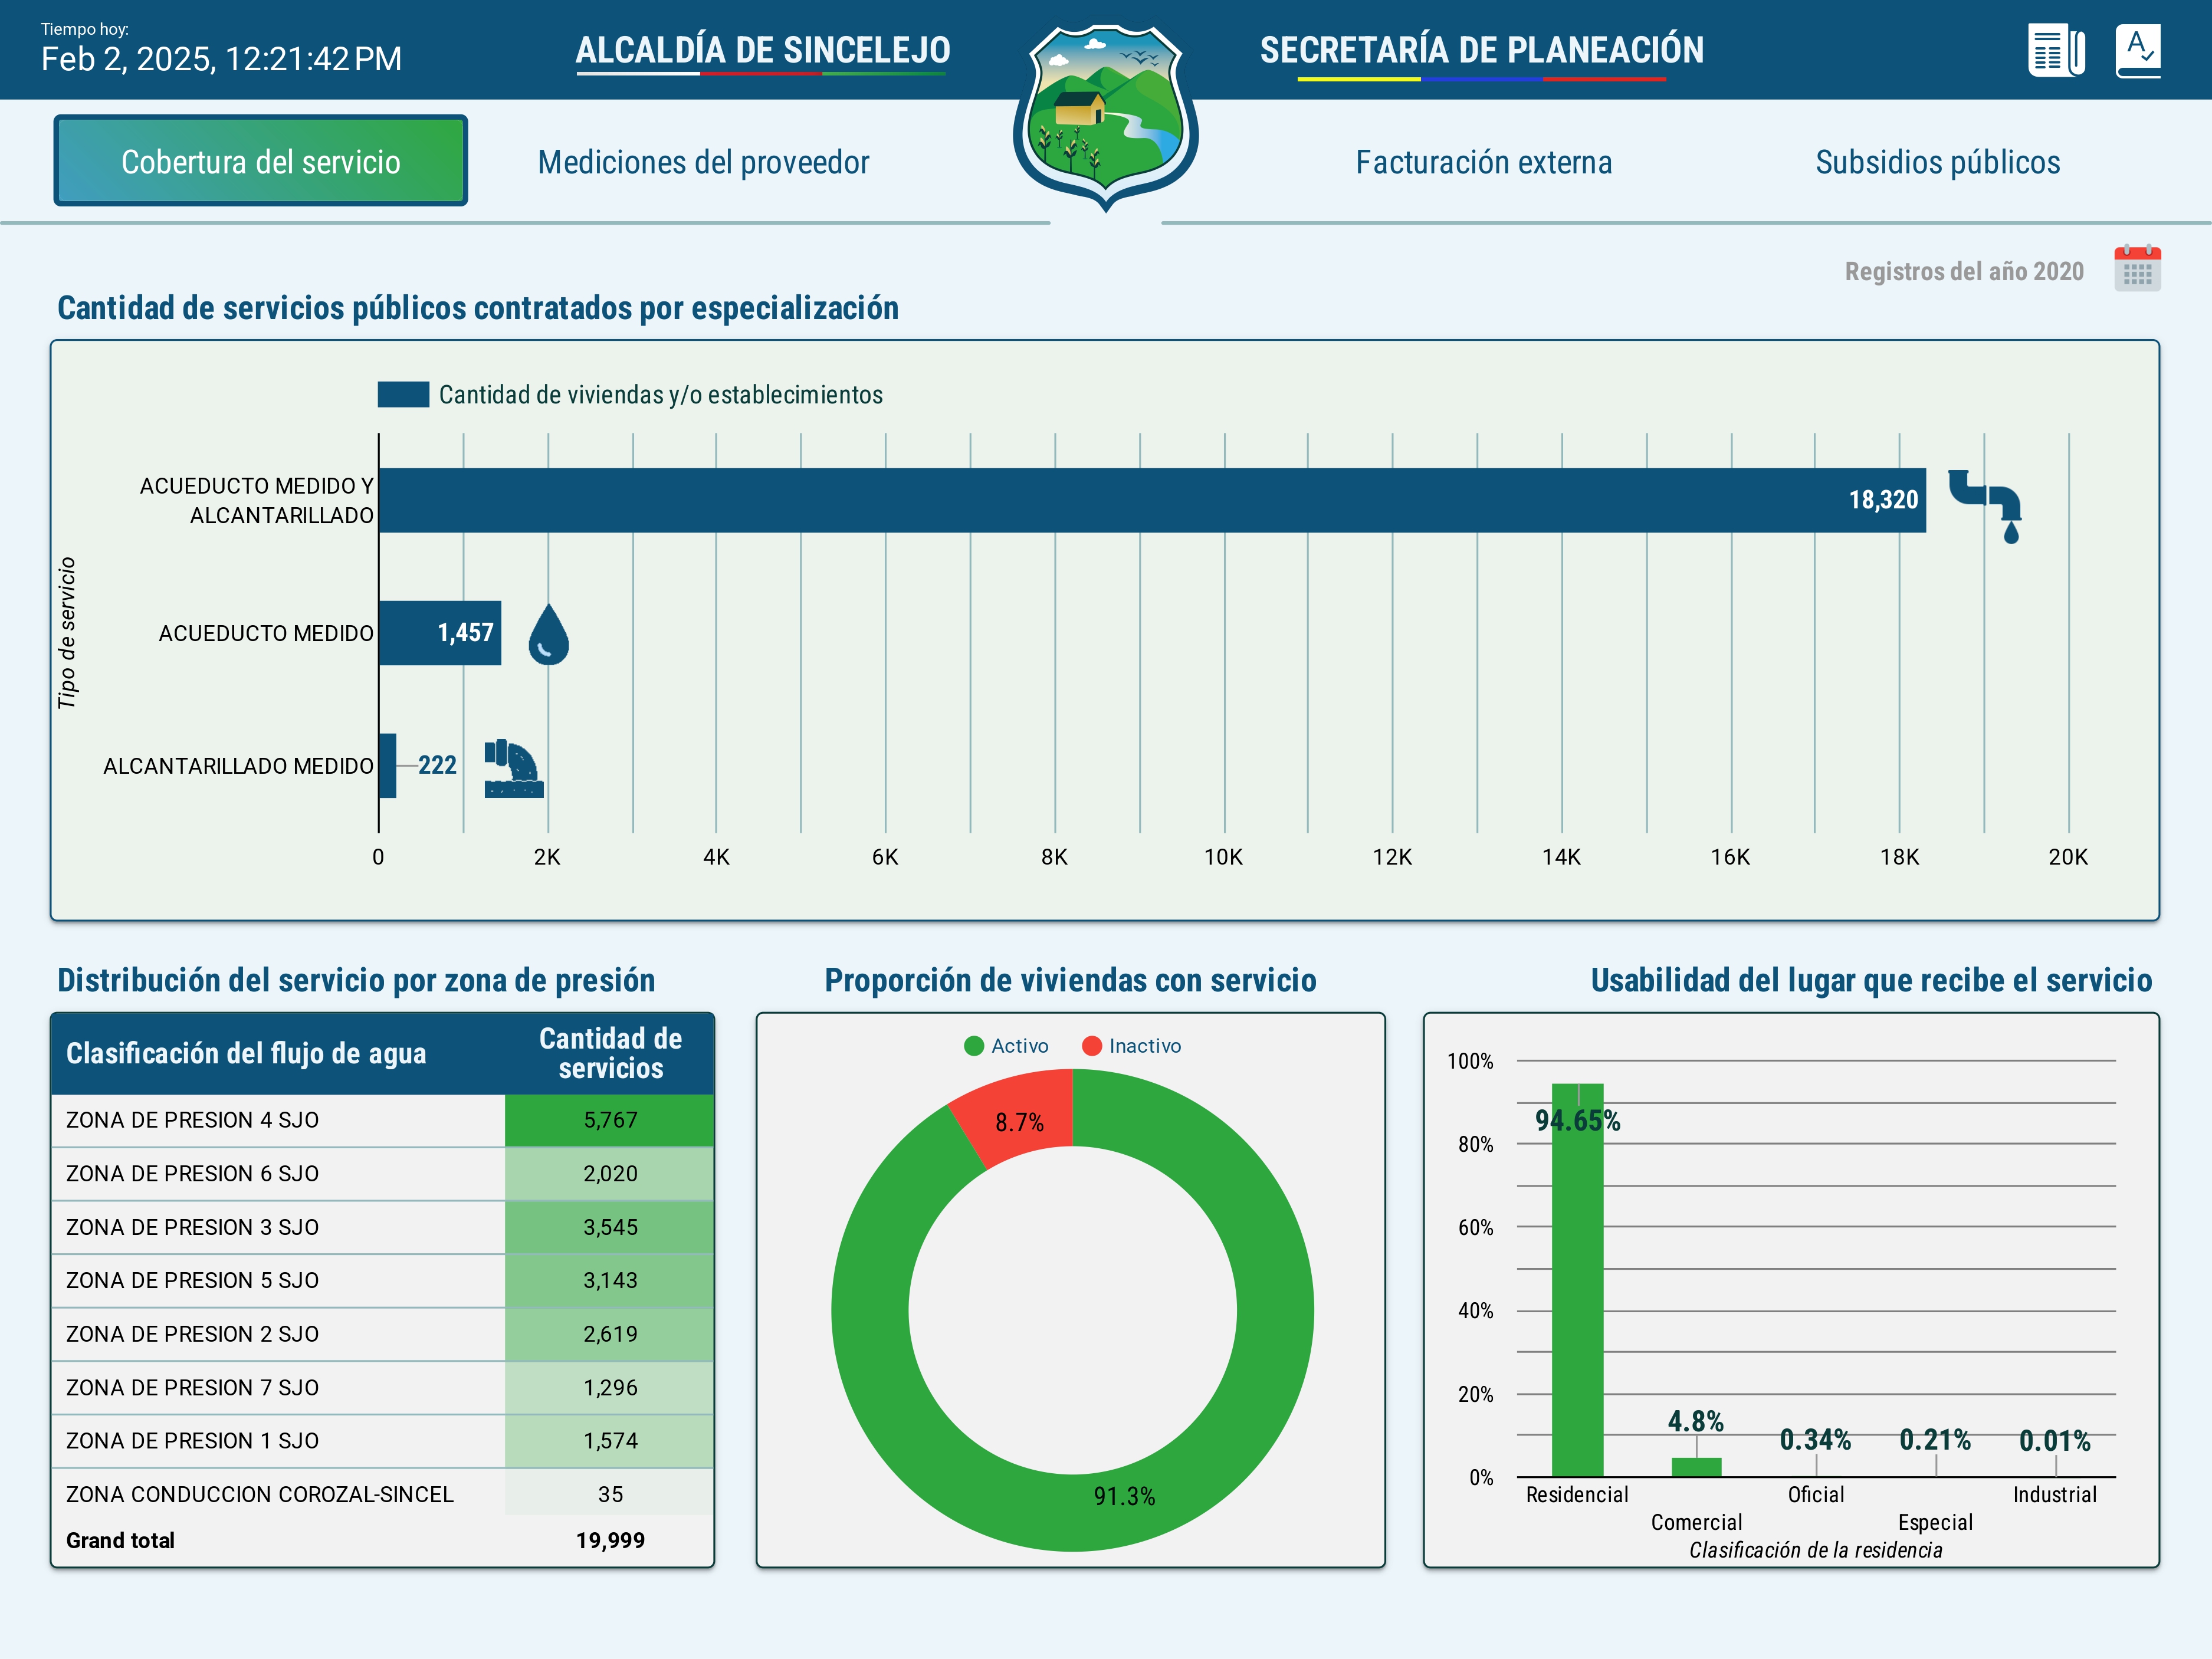 Tiempo hoy:
Feb 2, 2025, 12:21:42 PM
ALCALDÍA DE SINCELEJO
SECRETARÍA DE PLANEACIÓN
A
Cobertura del servicio
Mediciones del proveedor
Facturación externa
Subsidios públicos
Registros del año 2020
Cantidad de servicios públicos contratados por especialización
Cantidad de viviendas y/o establecimientos
Tipo de servicio
ACUEDUCTO MEDIDO Y
ALCANTARILLADO
18,320
ACUEDUCTO MEDIDO
1,457
ALCANTARILLADO MEDIDO
222
0 2K 4K 6K 8K 10K 12K 14K 16K 18K 20K
Distribución del servicio por zona de presión
Clasificación del flujo de agua
Cantidad de
servicios
ZONA DE PRESION 4 SJO 5,767
ZONA DE PRESION 6 SJO 2,020
ZONA DE PRESION 3 SJO 3,545
ZONA DE PRESION 5 SJO 3,143
ZONA DE PRESION 2 SJO 2,619
ZONA DE PRESION 7 SJO 1,296
ZONA DE PRESION 1 SJO 1,574
ZONA CONDUCCION COROZAL-SINCEL 35
Grand total 19,999
Proporción de viviendas con servicio
Activo Inactivo
8.7%
91.3%
Usabilidad del lugar que recibe el servicio
100%
80%
60%
40%
20%
0%
94.65%
4.8%
0.34%
0.21%
0.01%
Residencial
Comercial
Oficial
Especial
Industrial
Clasificación de la residencia